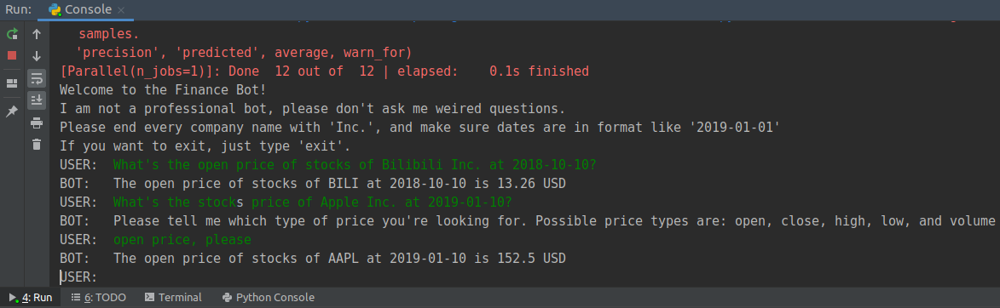 Run: Console
samples.
'precision', 'predicted', average, warn_for)
[Parallel(n_jobs=1)]: Done  12 out of  12 | elapsed:    0.1s finished
Welcome to the Finance Bot!
I am not a professional bot, please don't ask me weired questions.
Please end every company name with 'Inc.', and make sure dates are in format like '2019-01-01'
If you want to exit, just type 'exit'.
USER:  What's the open price of stocks of Bilibili Inc. at 2018-10-10?
BOT:   The open price of stocks of BILI at 2018-10-10 is 13.26 USD
USER:  What's the stocks price of Apple Inc. at 2019-01-10?
BOT:   Please tell me which type of price you're looking for. Possible price types are: open, close, high, low, and volume
USER:  open price, please
BOT:   The open price of stocks of AAPL at 2019-01-10 is 152.5 USD
USER:
4: Run 6: TODO Terminal Python Console